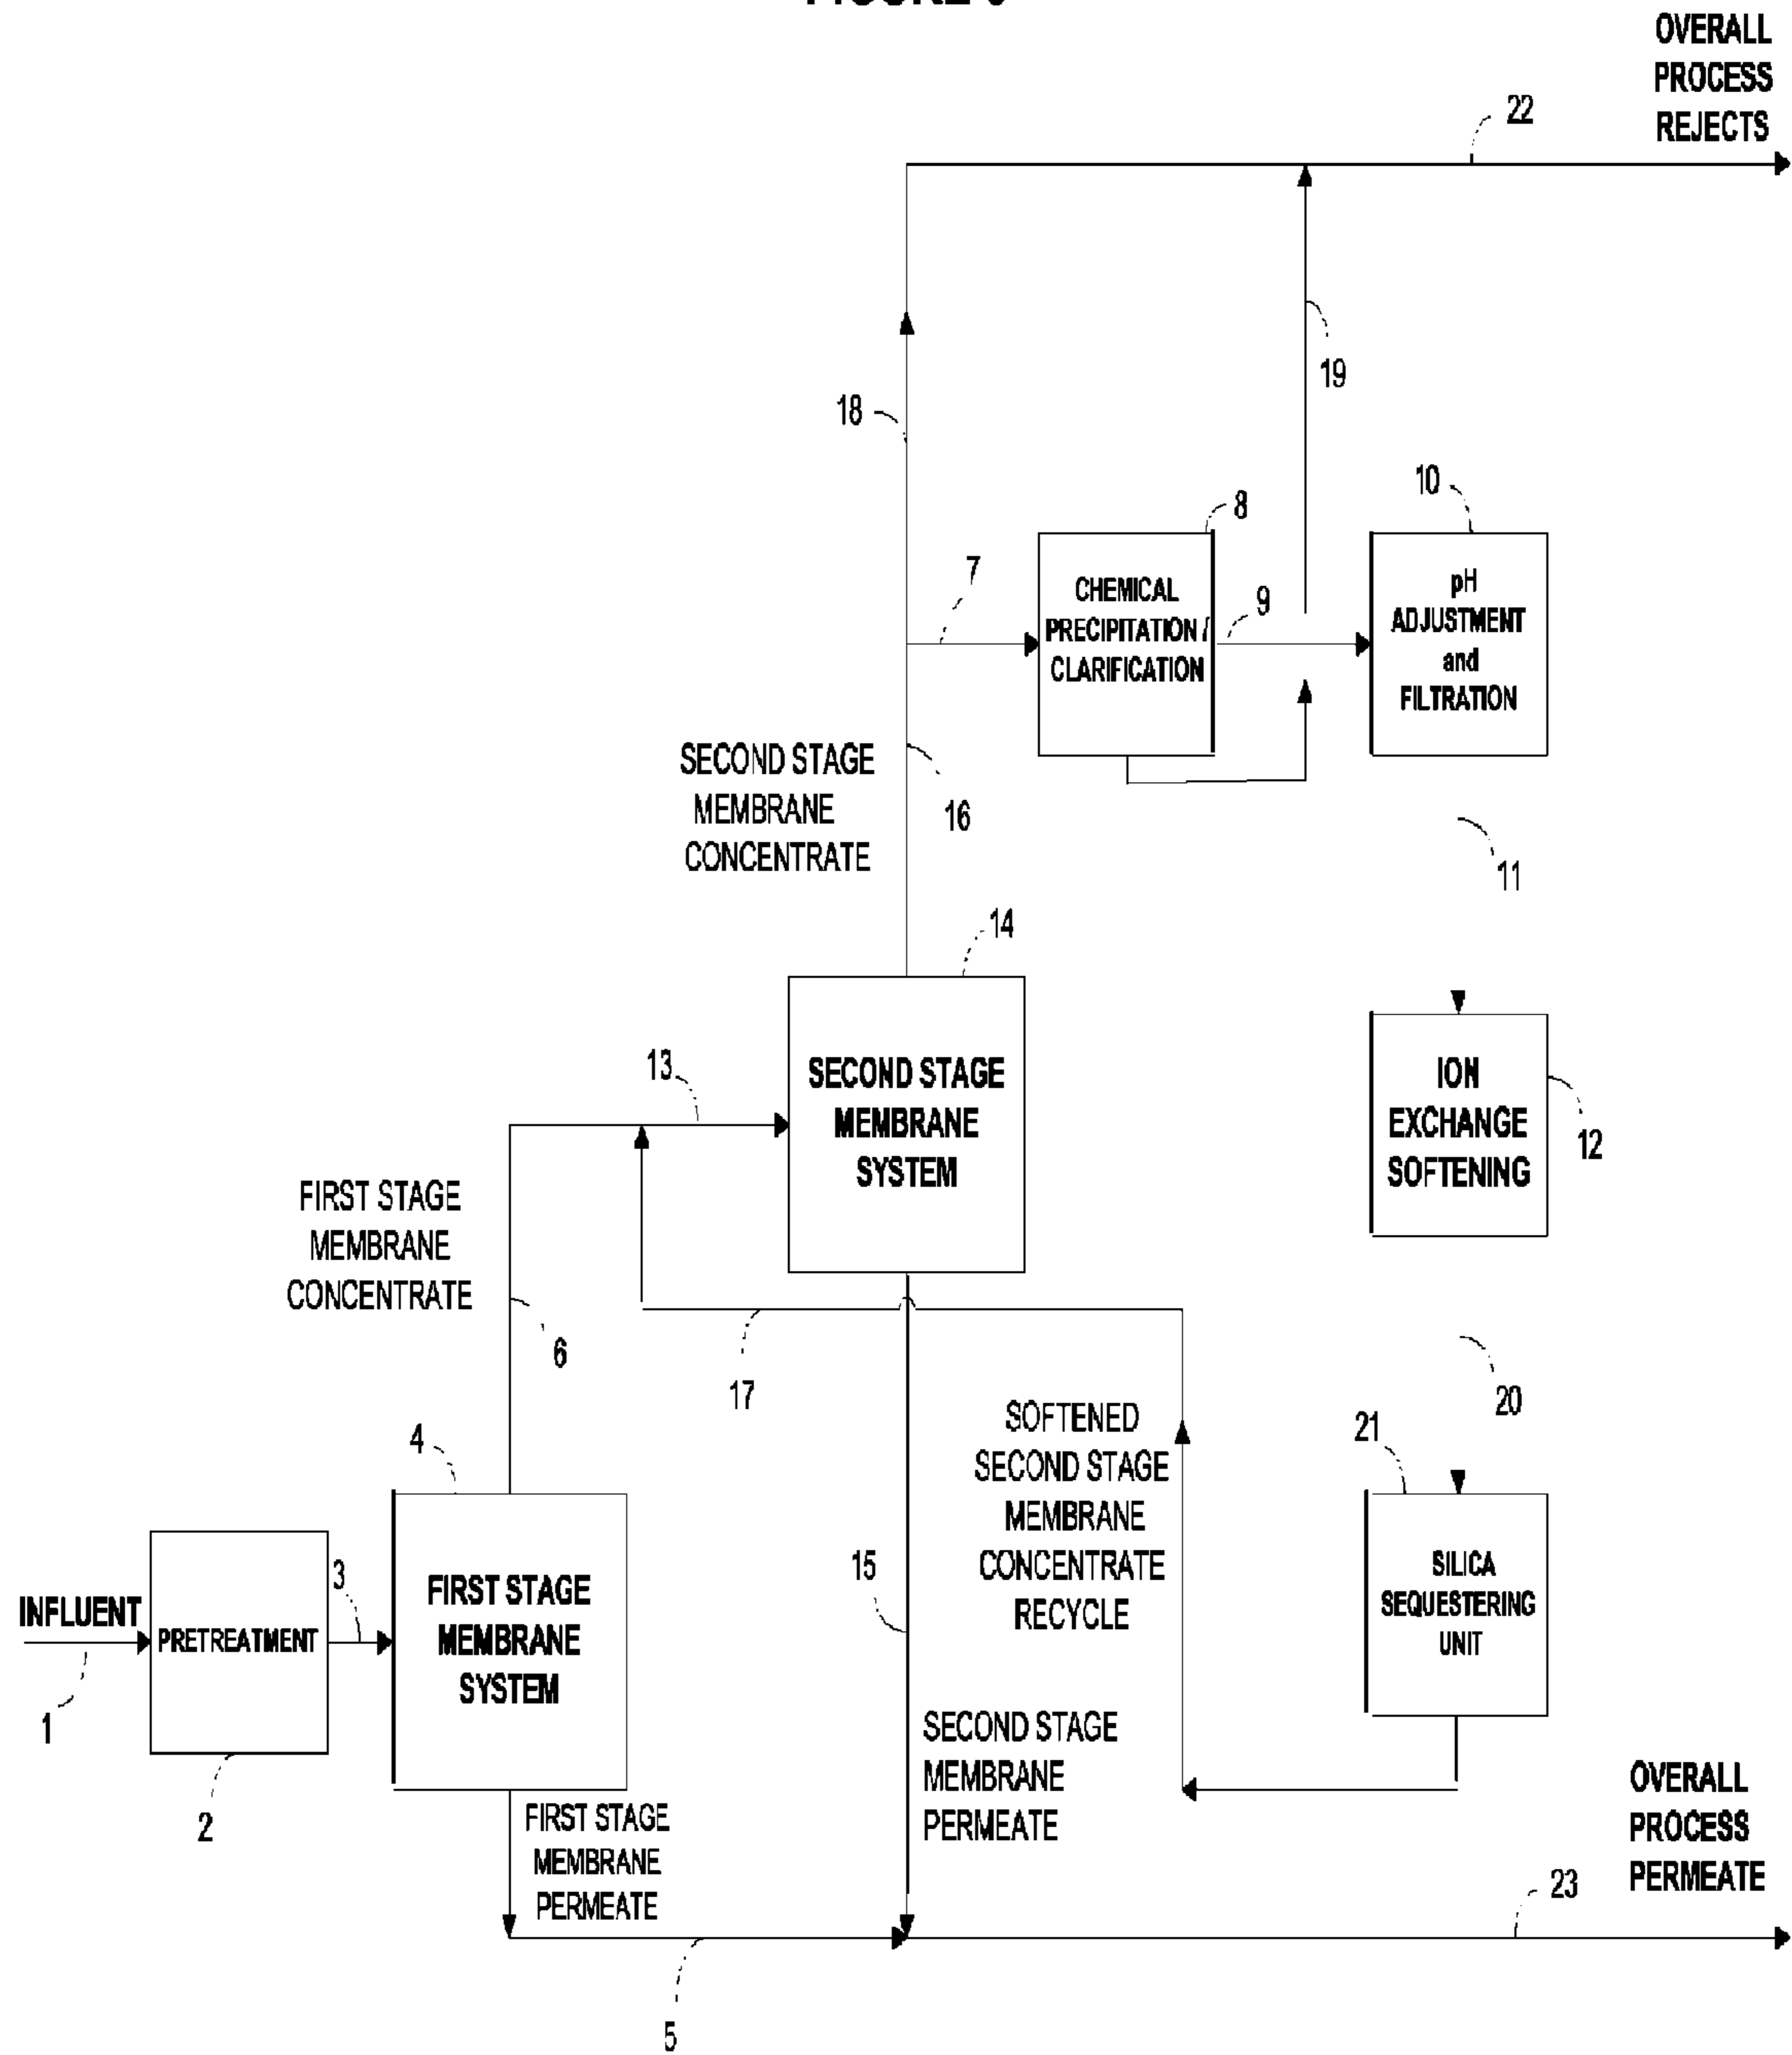 OVERALL
PROCESS
REJECTS
22
19
18
10
8
7
9
CHEMICAL
PRECIPITATION /
CLARIFICATION
pH
ADJUSTMENT
and
FILTRATION
SECOND STAGE
MEMBRANE
CONCENTRATE
16
11
14
13
SECOND STAGE
MEMBRANE
SYSTEM
ION
EXCHANGE
SOFTENING
12
FIRST STAGE
MEMBRANE
CONCENTRATE
6
17
20
4
SOFTENED
SECOND STAGE
MEMBRANE
CONCENTRATE
RECYCLE
21
15
3
INFLUENT
PRETREATMENT
FIRST STAGE
MEMBRANE
SYSTEM
SILICA
SEQUESTERING
UNIT
1
2
SECOND STAGE
MEMBRANE
PERMEATE
FIRST STAGE
MEMBRANE
PERMEATE
OVERALL
PROCESS
PERMEATE
23
5